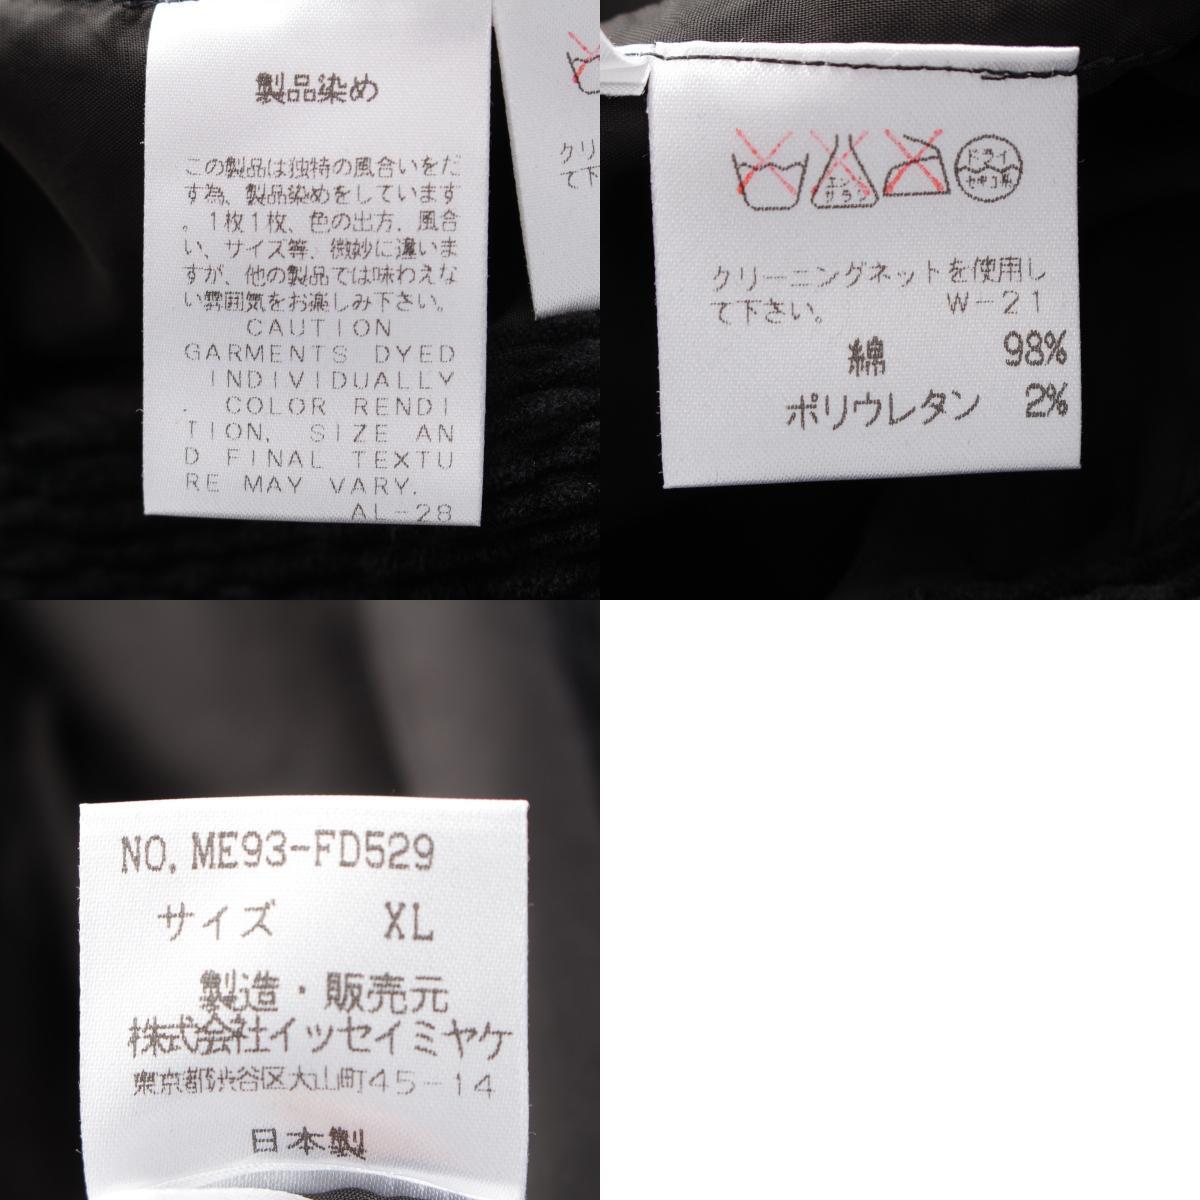 製品染め
この製品は独特の風合いをだ
す為、製品染めをしています
。1枚1枚、色の出方、風合
い、サイズ等、微妙に違いま
すが、他の製品では味わえな
い雰囲気をお楽しみ下さい。
CAUTION
GARMENTS DYED
INDIVIDUALLY
. COLOR RENDI
TION, SIZE AN
D FINAL TEXTU
RE MAY VARY.
AL-28
クリ
て下
エンソ
サラシ
ドライ
セキユ系
クリーニングネットを使用し
て下さい。 W-21
綿 98%
ポリウレタン 2%
NO.ME93-FD529
サイズ XL
製造・販売元
株式会社イッセイミヤケ
東京都渋谷区大山町45-14
日本製